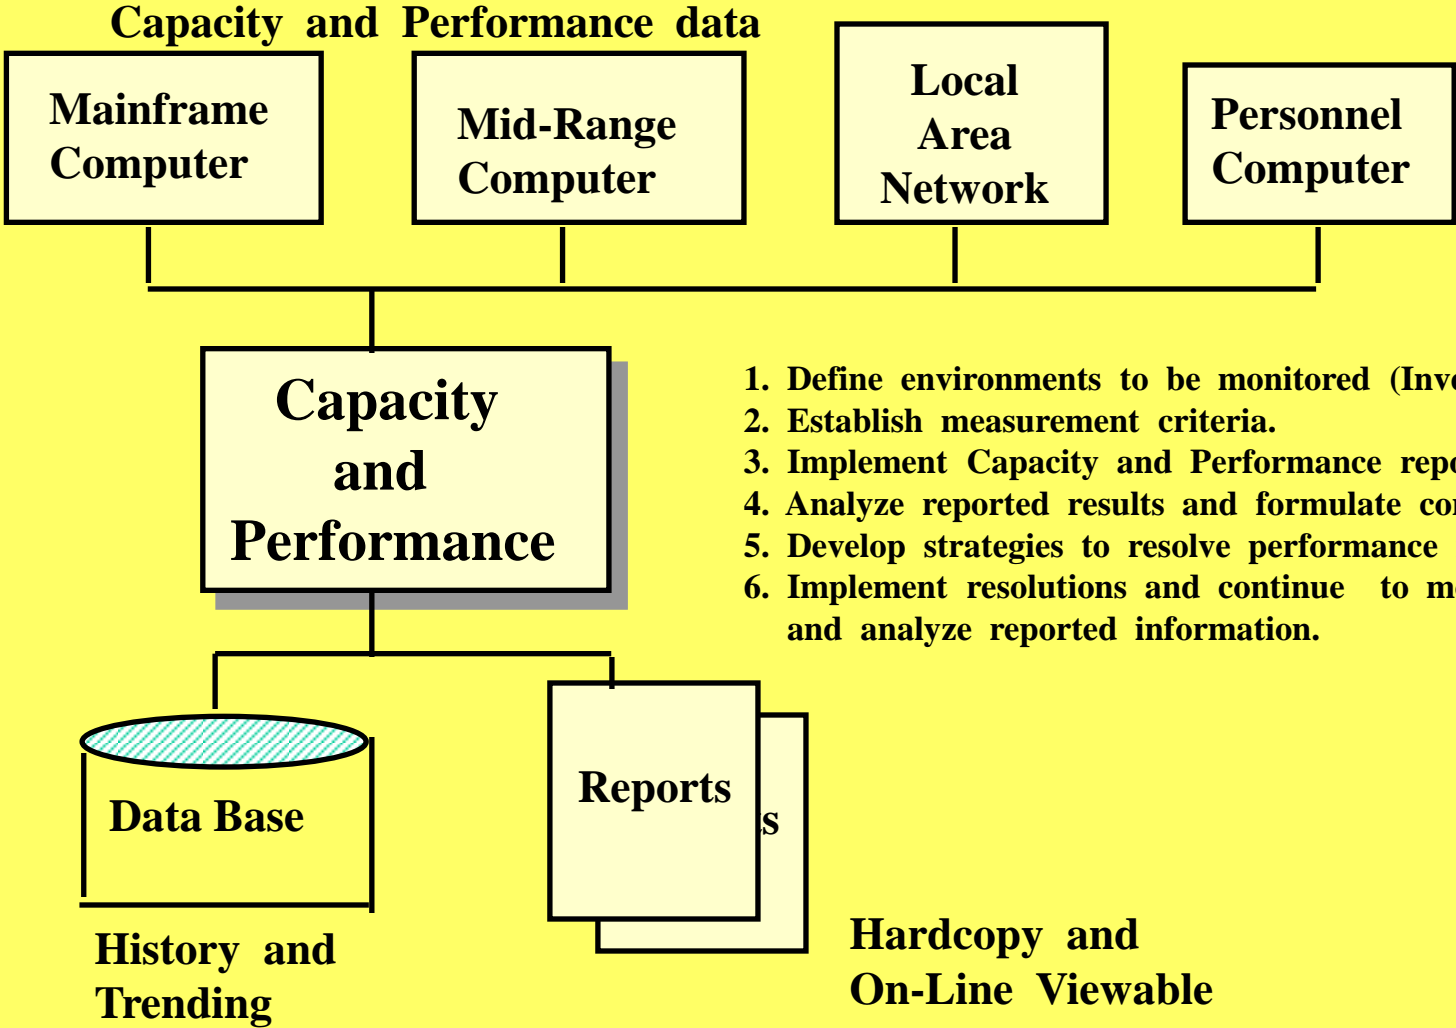 Capacity and Performance data
Mainframe
Computer
Mid-Range
Computer
Local
Area
Network
Personnel
Computer
Capacity
and
Performance
1. Define environments to be monitored
2. Establish measurement criteria.
3. Implement Capacity and Performance
4. Analyze reported results and formulate
5. Develop strategies to resolve performance
6. Implement resolutions and continue to
and analyze reported information.
Data Base
Reports
History and
Trending
Hardcopy and
On-Line Viewable